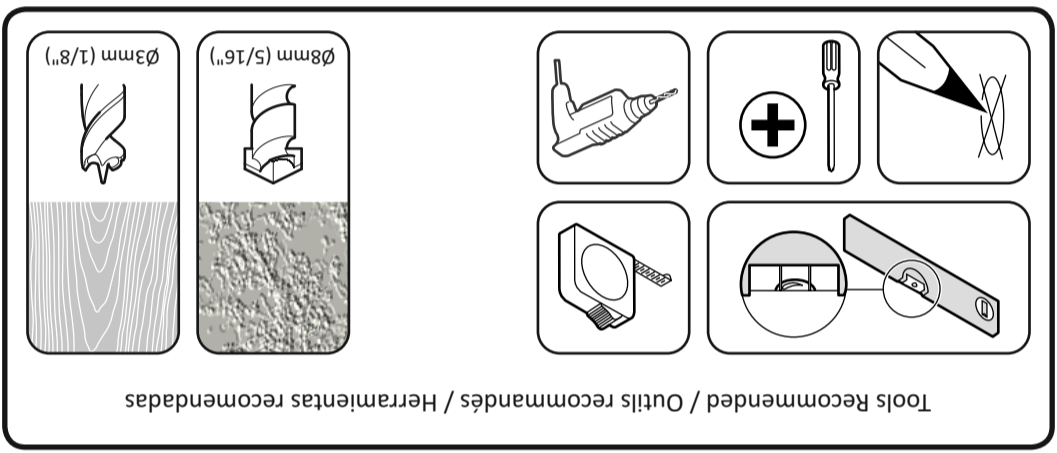 Tools Recommended / Outils recommandés / Herramientas recomendadas
Ø8mm (5/16")
Ø3mm (1/8")